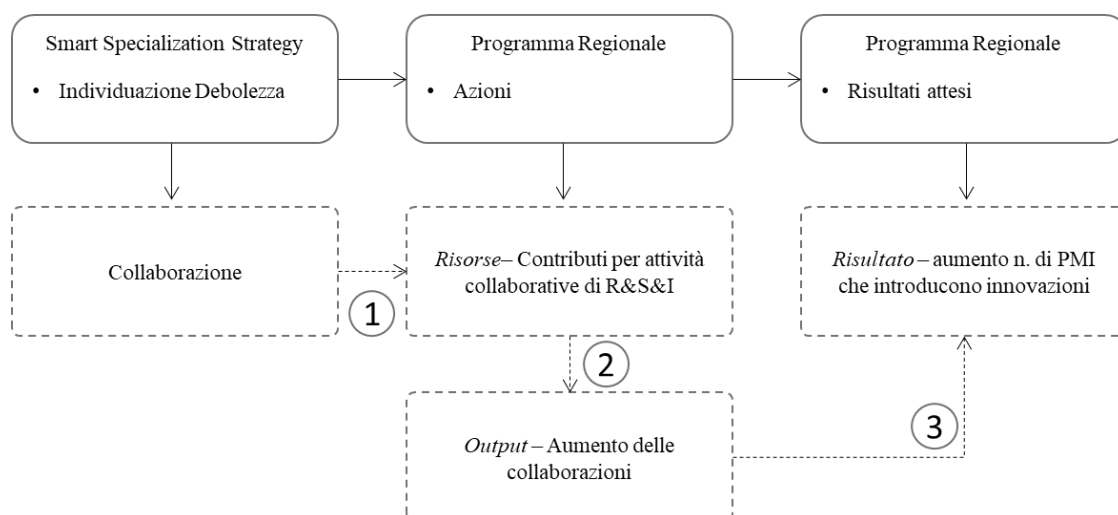 Smart Specialization Strategy
• Individuazione Debolezza
Programma Regionale
• Azioni
Programma Regionale
• Risultati attesi
Collaborazione
Risorse– Contributi per attività
collaborative di R&S&I
Risultato – aumento n. di PMI
che introducono innovazioni
1
2
Output – Aumento delle
collaborazioni
3